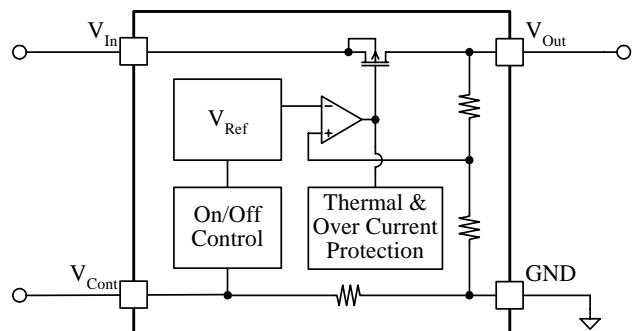 V_In
V_Out
V_Ref
−
+
On/Off
Control
Thermal &
Over Current
Protection
V_Cont
GND